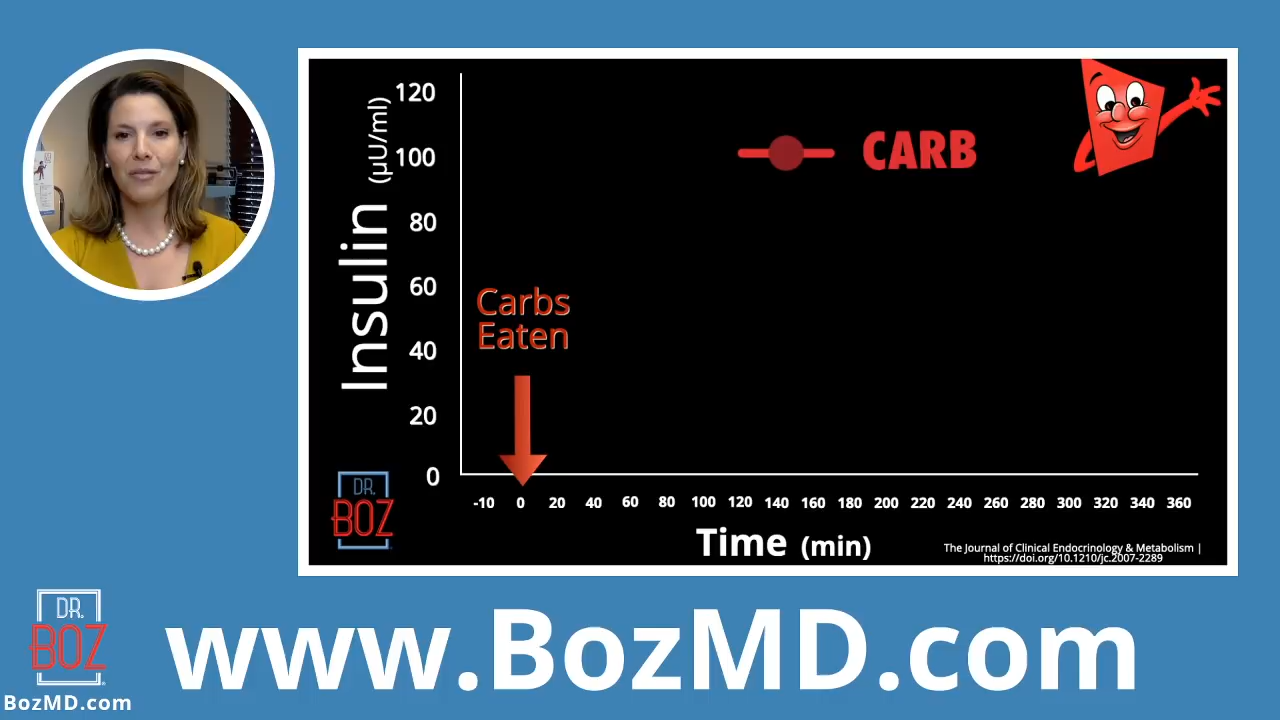 120
100
80
60
40
20
0
Insulin (µU/ml)
CARB
Carbs
Eaten
-10 0 20 40 60 80 100 120 140 160 180 200 220 240 260 280 300 320 340 360
Time (min)
The Journal of Clinical Endocrinology & Metabolism |
https://doi.org/10.1210/jc.2007-2289
DR.
BOZ
DR.
BOZ
BozMD.com
www.BozMD.com